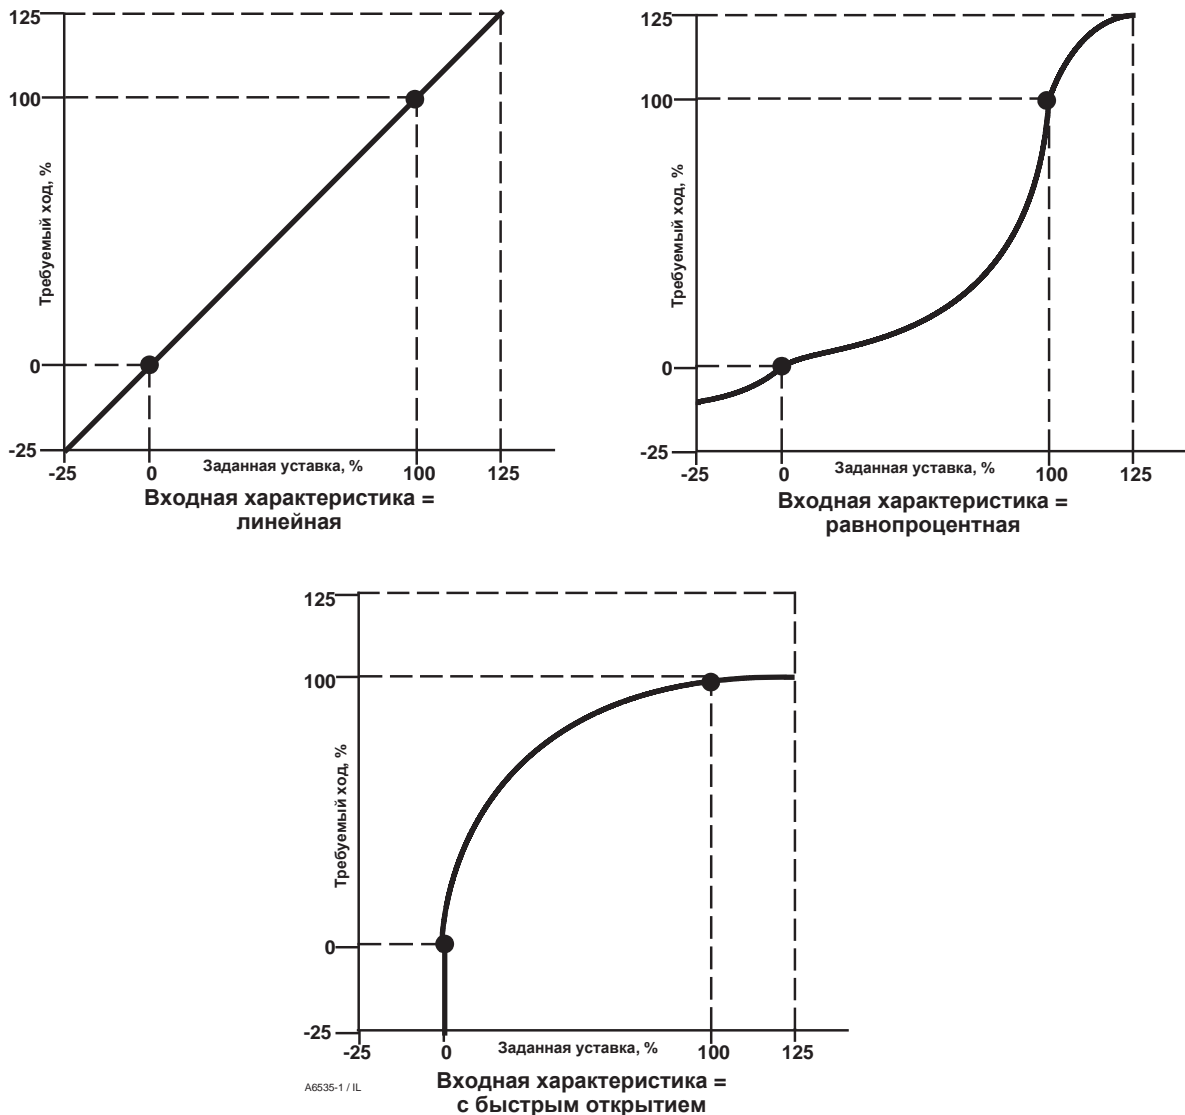 125
100
Требуемый ход, %
0
-25
-25
0
Заданная уставка, %
100
125
Входная характеристика =
линейная
125
100
Требуемый ход, %
0
-25
-25
0
Заданная уставка, %
100
125
Входная характеристика =
равнопроцентная
125
100
Требуемый ход, %
0
-25
-25
0
Заданная уставка, %
100
125
A6535-1 / IL
Входная характеристика =
с быстрым открытием